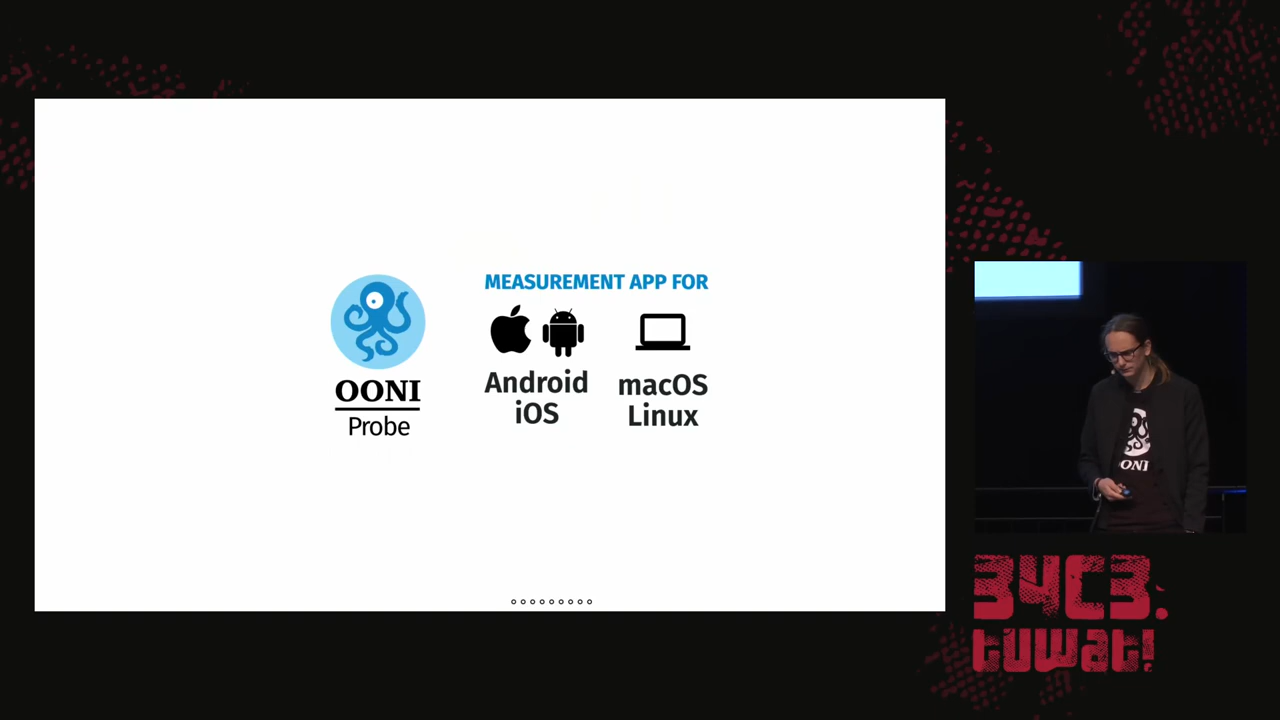 MEASUREMENT APP FOR
OONI
Probe
Android
iOS
macOS
Linux
OONI
34C3.
tuwat!